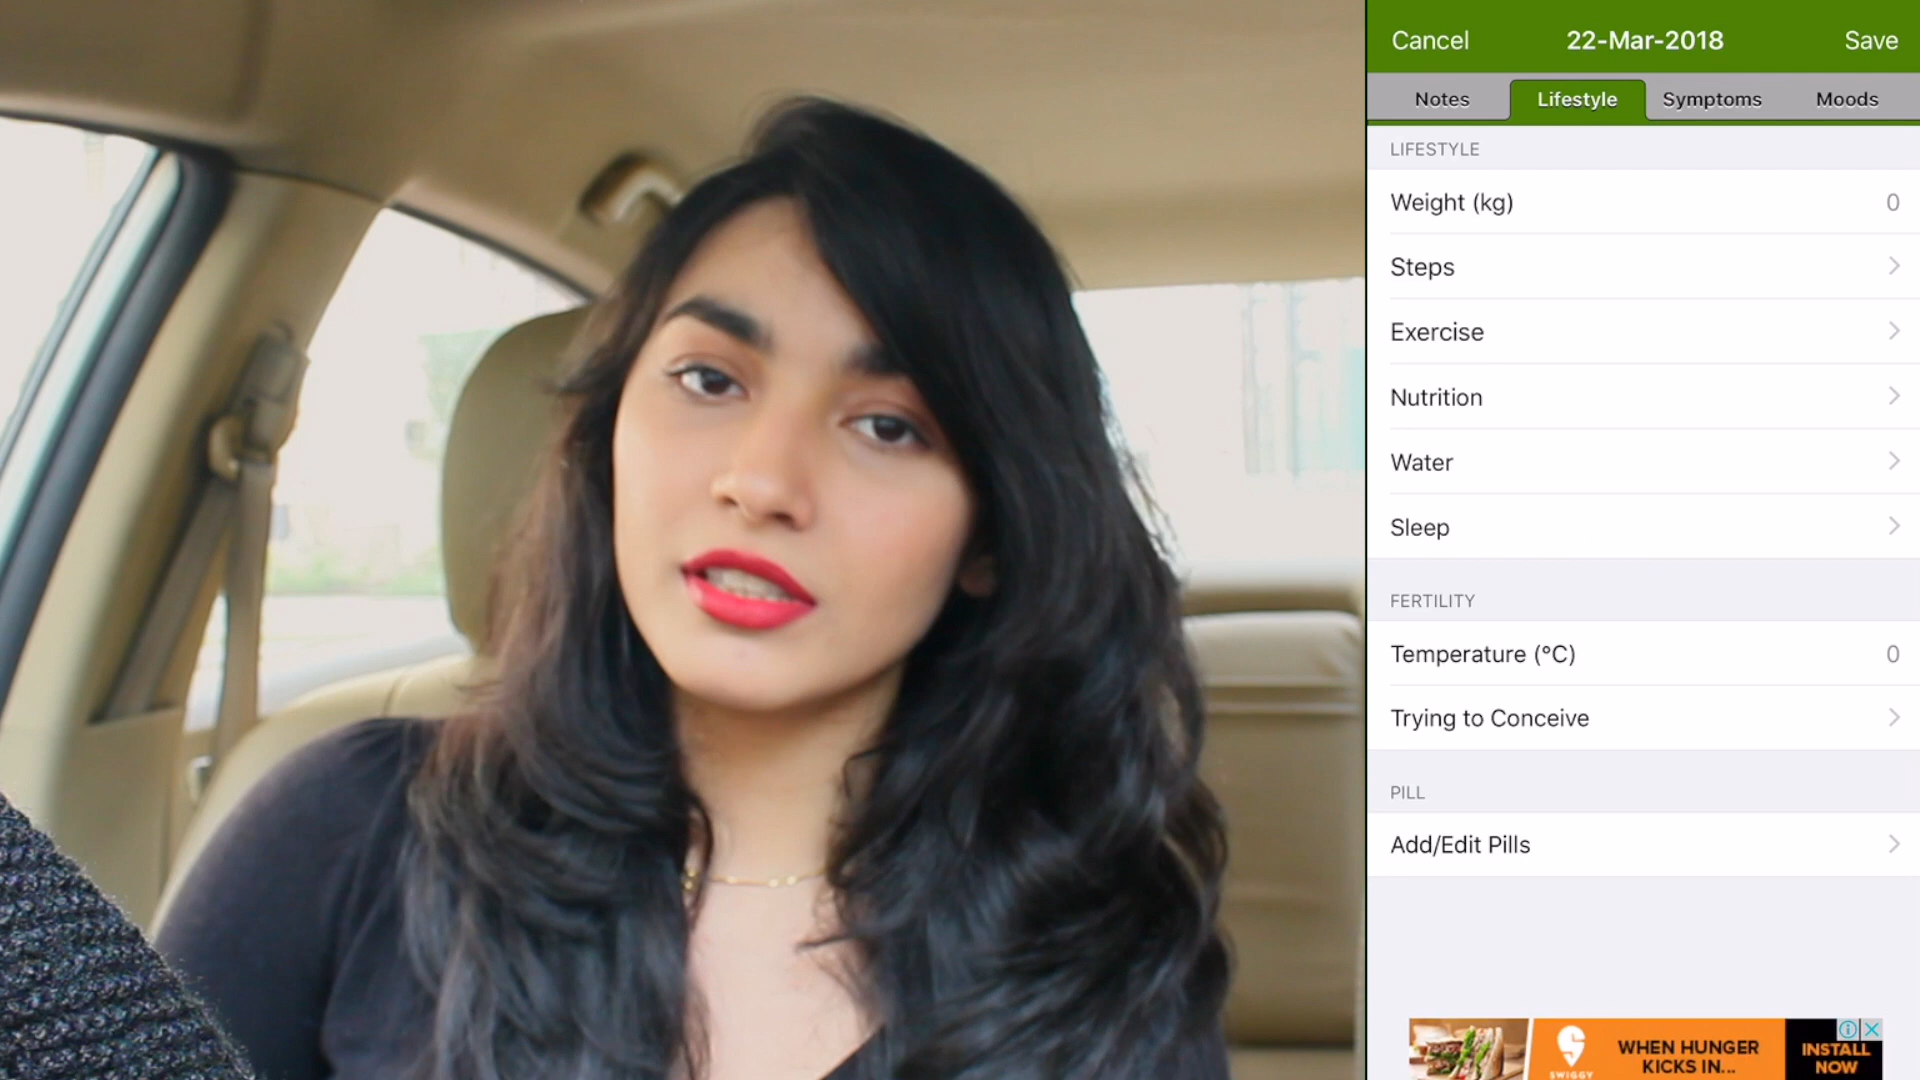 Cancel 22-Mar-2018 Save
Notes Lifestyle Symptoms Moods
LIFESTYLE
Weight (kg) 0
Steps
Exercise
Nutrition
Water
Sleep
FERTILITY
Temperature (°C) 0
Trying to Conceive
PILL
Add/Edit Pills
SWIGGY
WHEN HUNGER
KICKS IN...
INSTALL
NOW